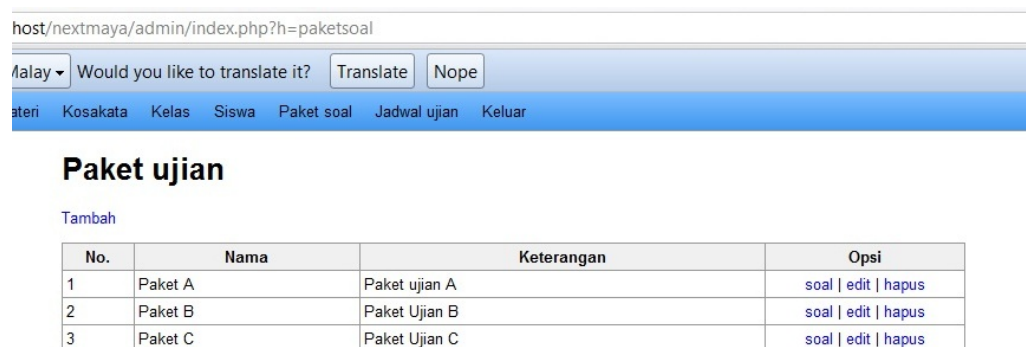 host/nextmaya/admin/index.php?h=paketsoal
Malay Would you like to translate it? Translate Nope
ateri Kosakata Kelas Siswa Paket soal Jadwal ujian Keluar
Paket ujian
Tambah
No. Nama Keterangan Opsi
1 Paket A Paket ujian A soal | edit | hapus
2 Paket B Paket Ujian B soal | edit | hapus
3 Paket C Paket Ujian C soal | edit | hapus